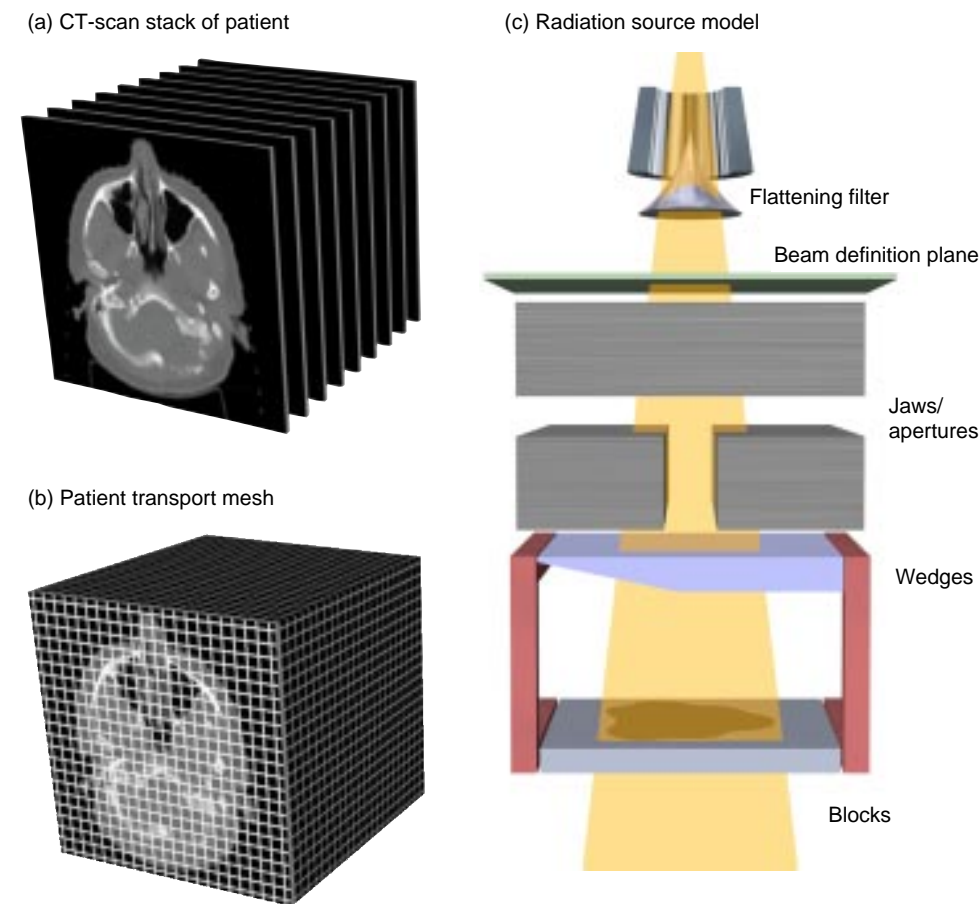 (a) CT-scan stack of patient
(b) Patient transport mesh
(c) Radiation source model
Flattening filter
Beam definition plane
Jaws/
apertures
Wedges
Blocks